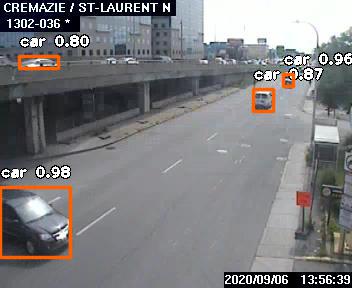 CREMAZIE / ST-LAURENT N
1302-036 *
car 0.80
car 0.96
car 0.87
car 0.98
2020/09/06 13:56:39